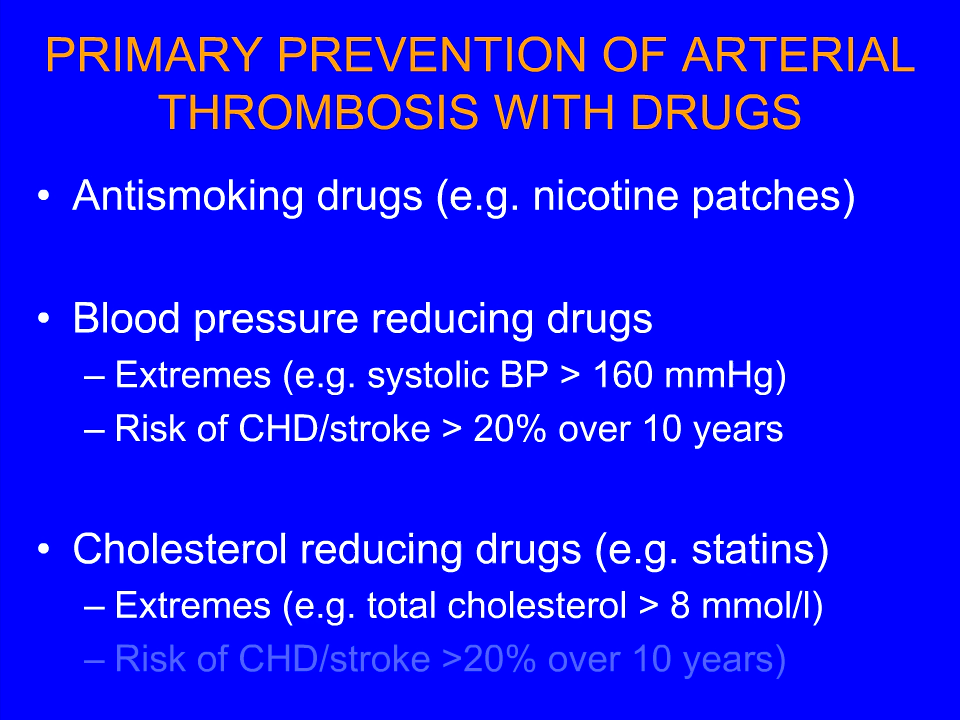 PRIMARY PREVENTION OF ARTERIAL
THROMBOSIS WITH DRUGS
• Antismoking drugs (e.g. nicotine patches)
• Blood pressure reducing drugs
– Extremes (e.g. systolic BP > 160 mmHg)
– Risk of CHD/stroke > 20% over 10 years
• Cholesterol reducing drugs (e.g. statins)
– Extremes (e.g. total cholesterol > 8 mmol/l)
– Risk of CHD/stroke >20% over 10 years)